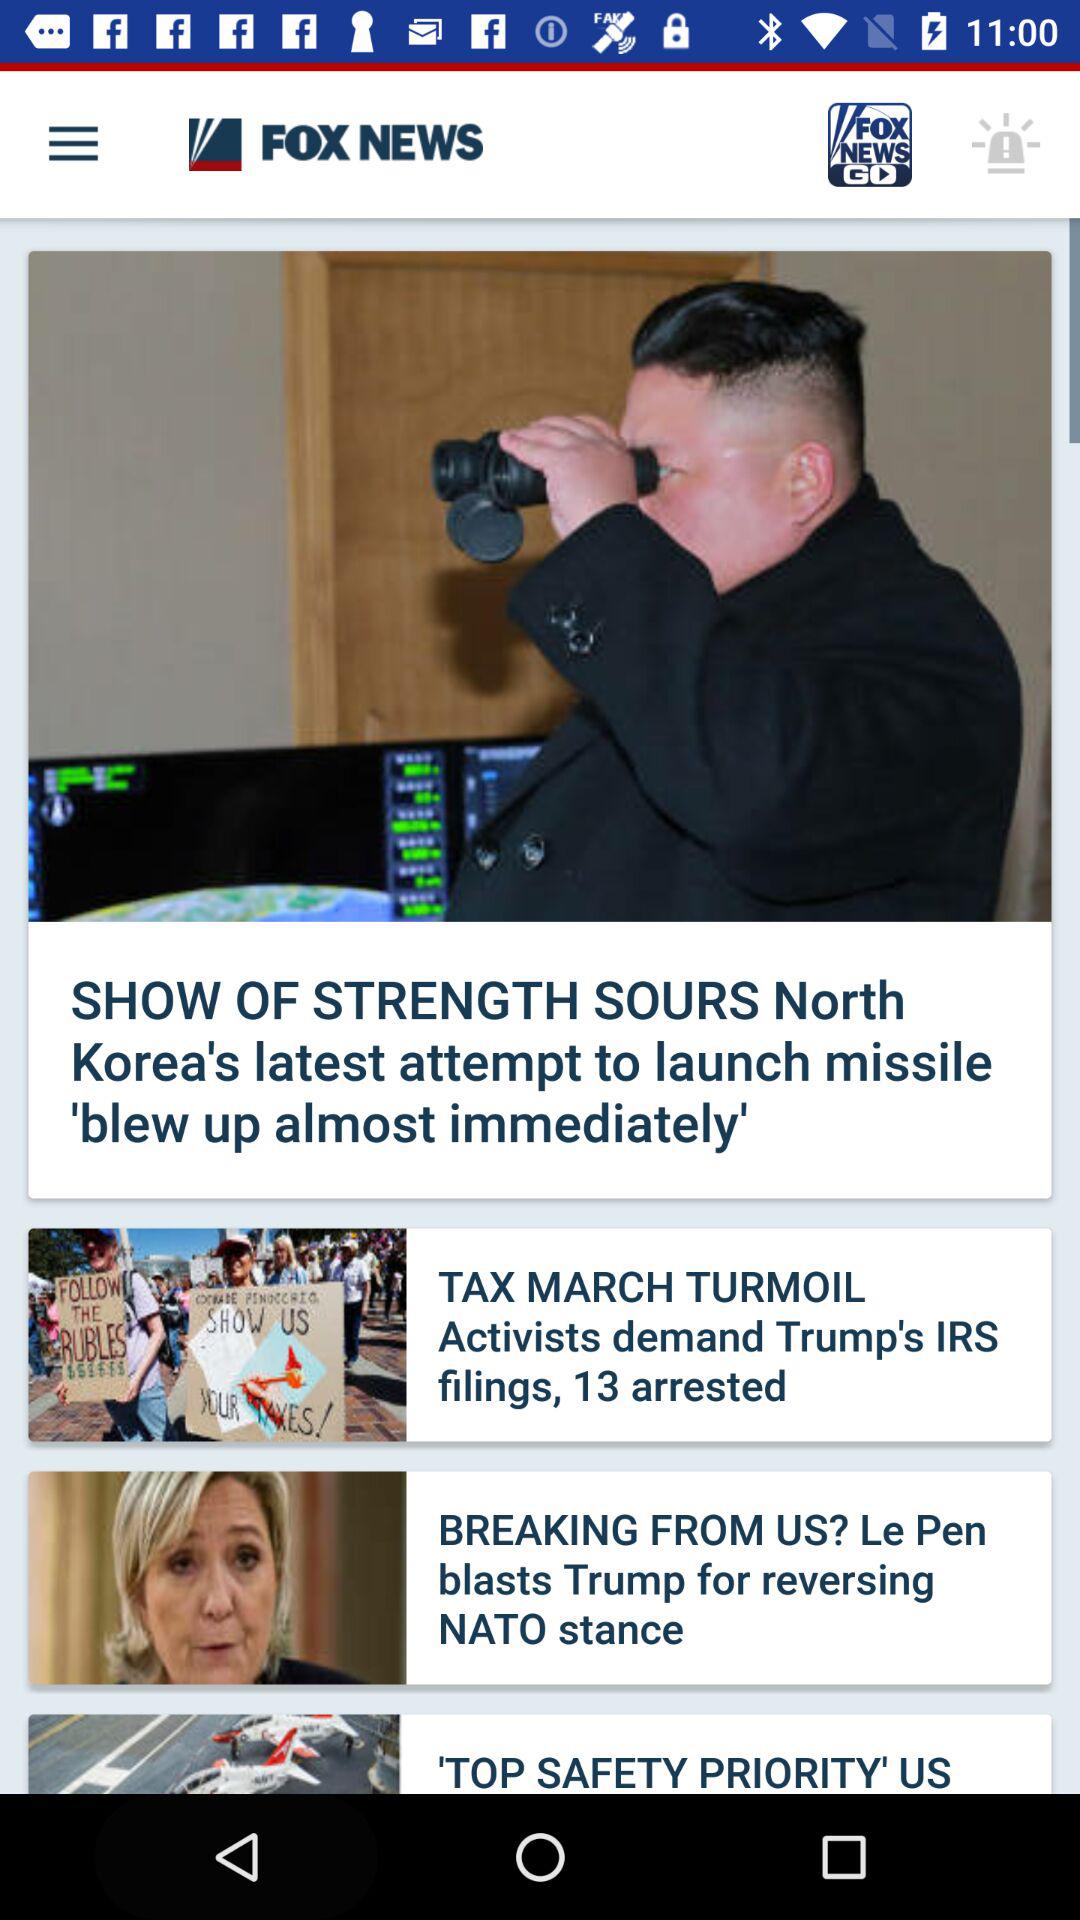 FAKE
11:00
FOX NEWS
FOX
NEWS
GO
SHOW OF STRENGTH SOURS North
Korea's latest attempt to launch missile
'blew up almost immediately'
FOLLOW
THE
RUBLES
$$$$$$
PINOCCHIO
SHOW US
YOUR TAXES!
TAX MARCH TURMOIL
Activists demand Trump's IRS
filings, 13 arrested
BREAKING FROM US? Le Pen
blasts Trump for reversing
NATO stance
'TOP SAFETY PRIORITY' US